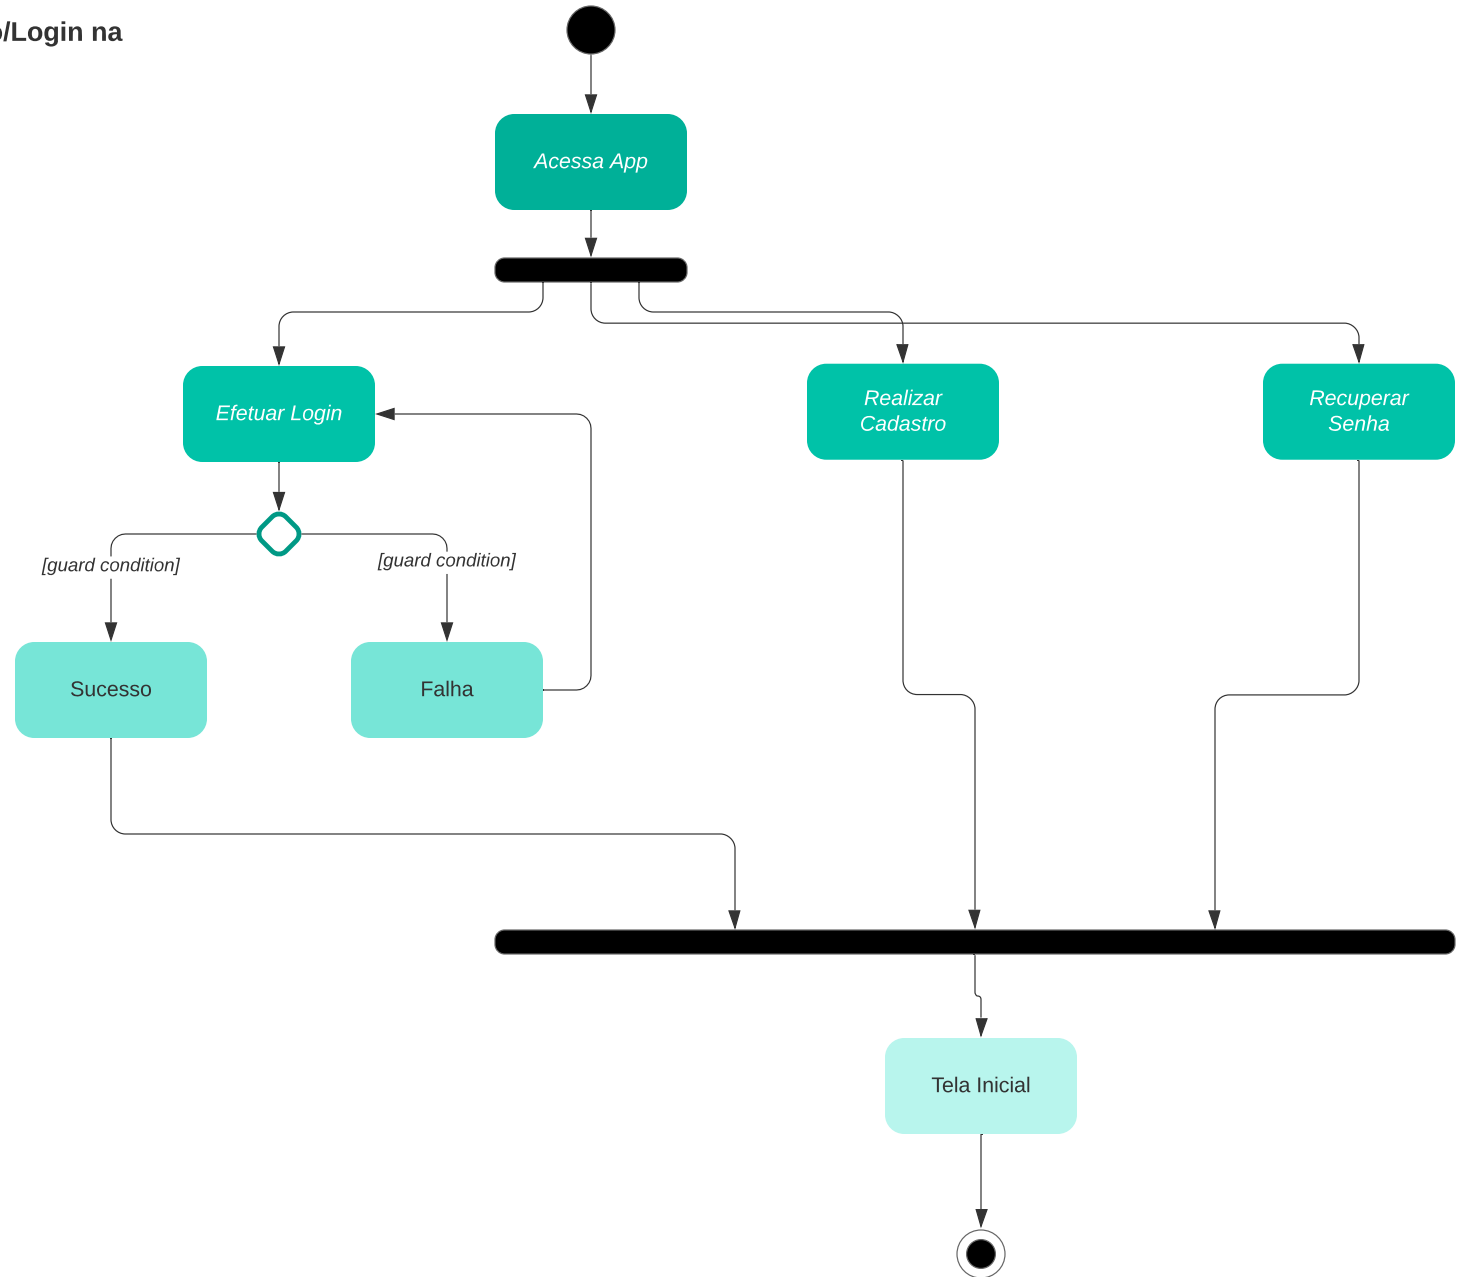 /Login na
Acessa App
Efetuar Login
Realizar
Cadastro
Recuperar
Senha
[guard condition]
[guard condition]
Sucesso
Falha
Tela Inicial